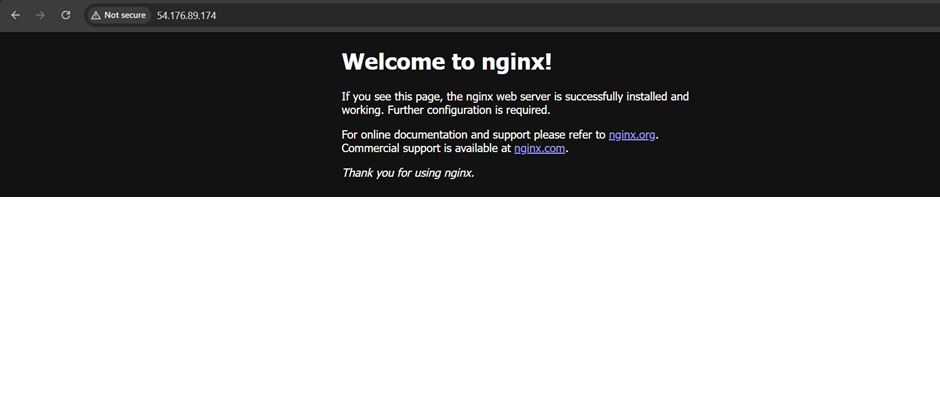 Not secure
54.176.89.174
Welcome to nginx!
If you see this page, the nginx web server is successfully installed and
working. Further configuration is required.
For online documentation and support please refer to nginx.org.
Commercial support is available at nginx.com.
Thank you for using nginx.